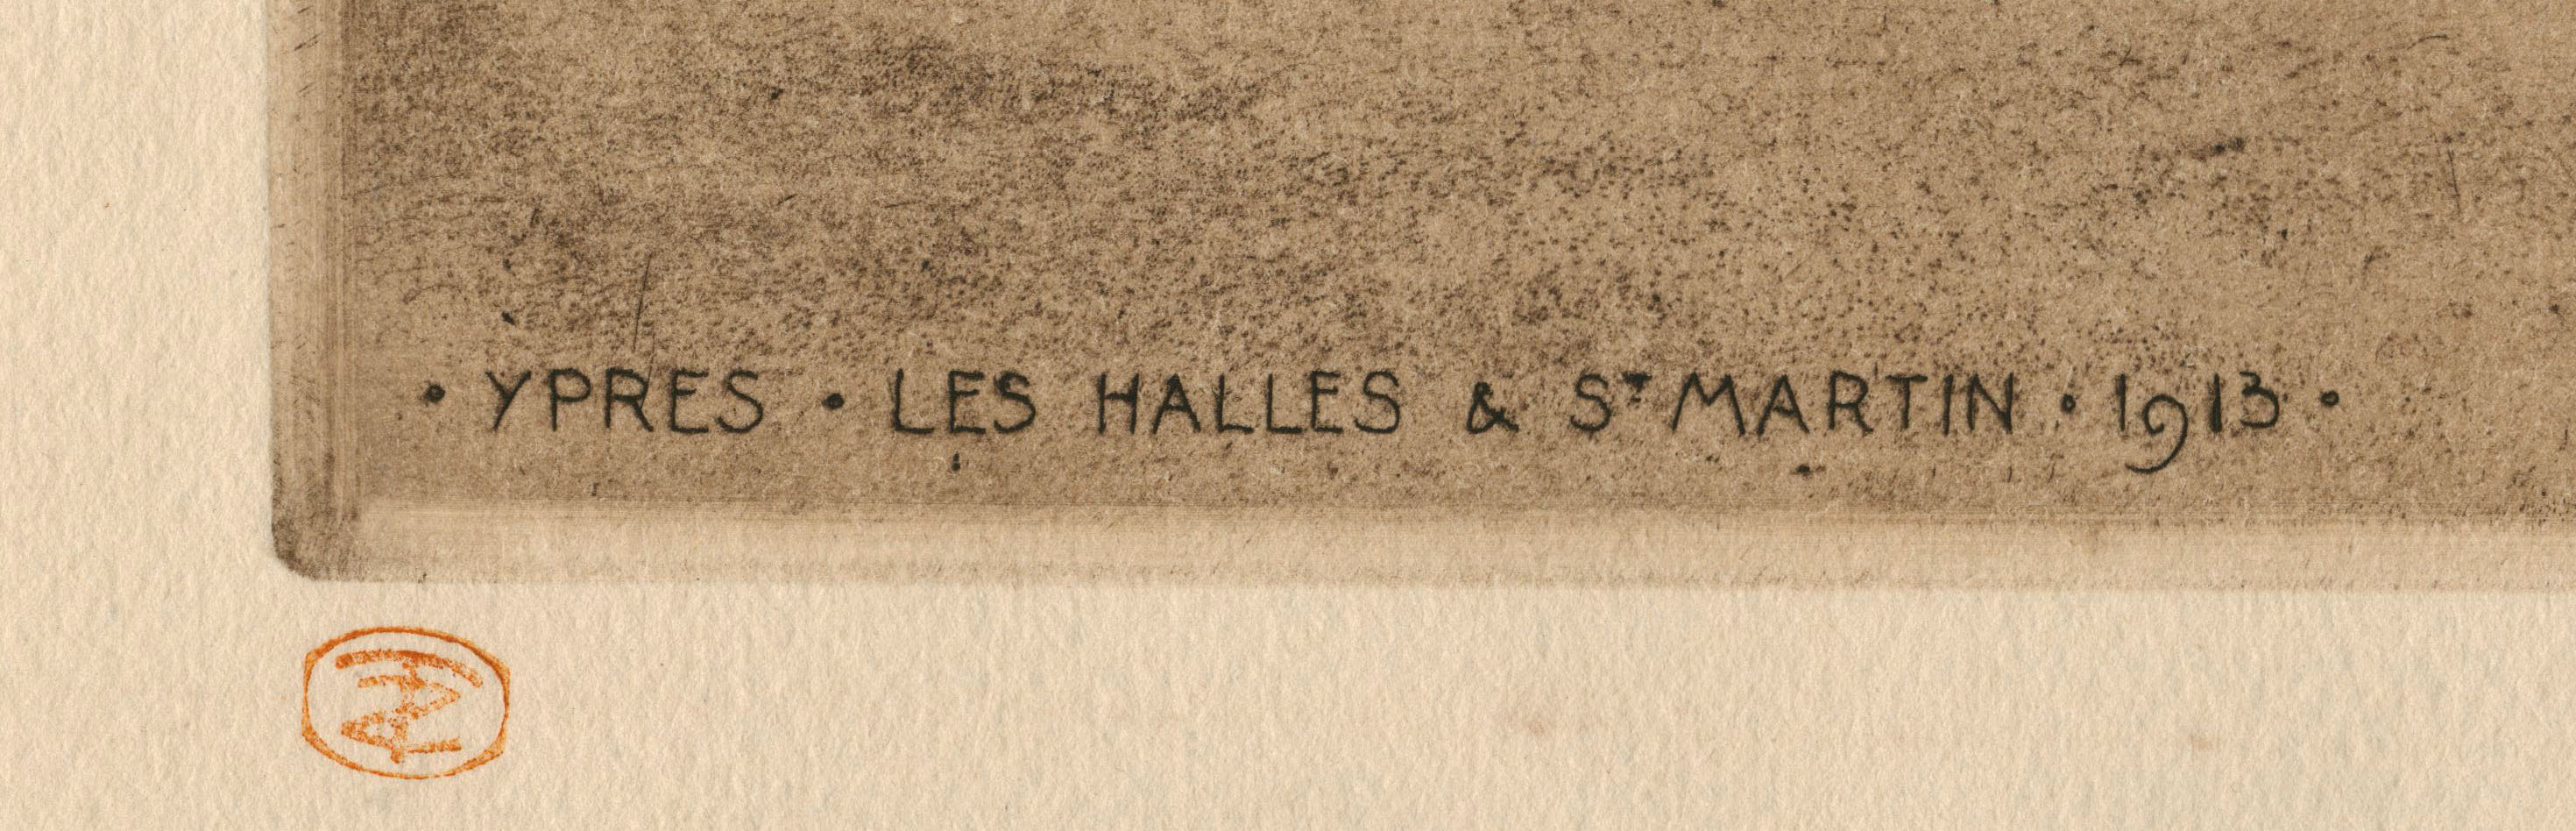 • YPRES • LES HALLES & Sᵀ MARTIN • 1913 •